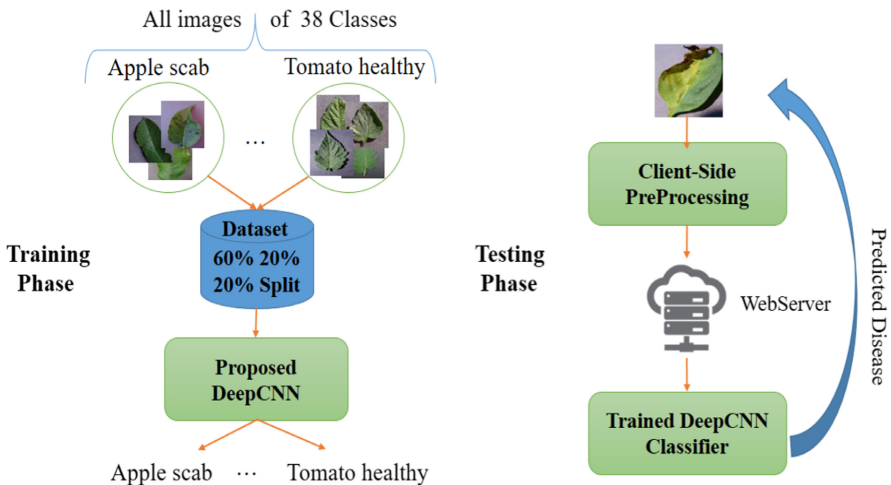 All images of 38 Classes
Apple scab
Tomato healthy
...
Dataset
60% 20%
20% Split
Training
Phase
Proposed
DeepCNN
Apple scab ... Tomato healthy
Client-Side
PreProcessing
Testing
Phase
WebServer
Trained DeepCNN
Classifier
Predicted Disease